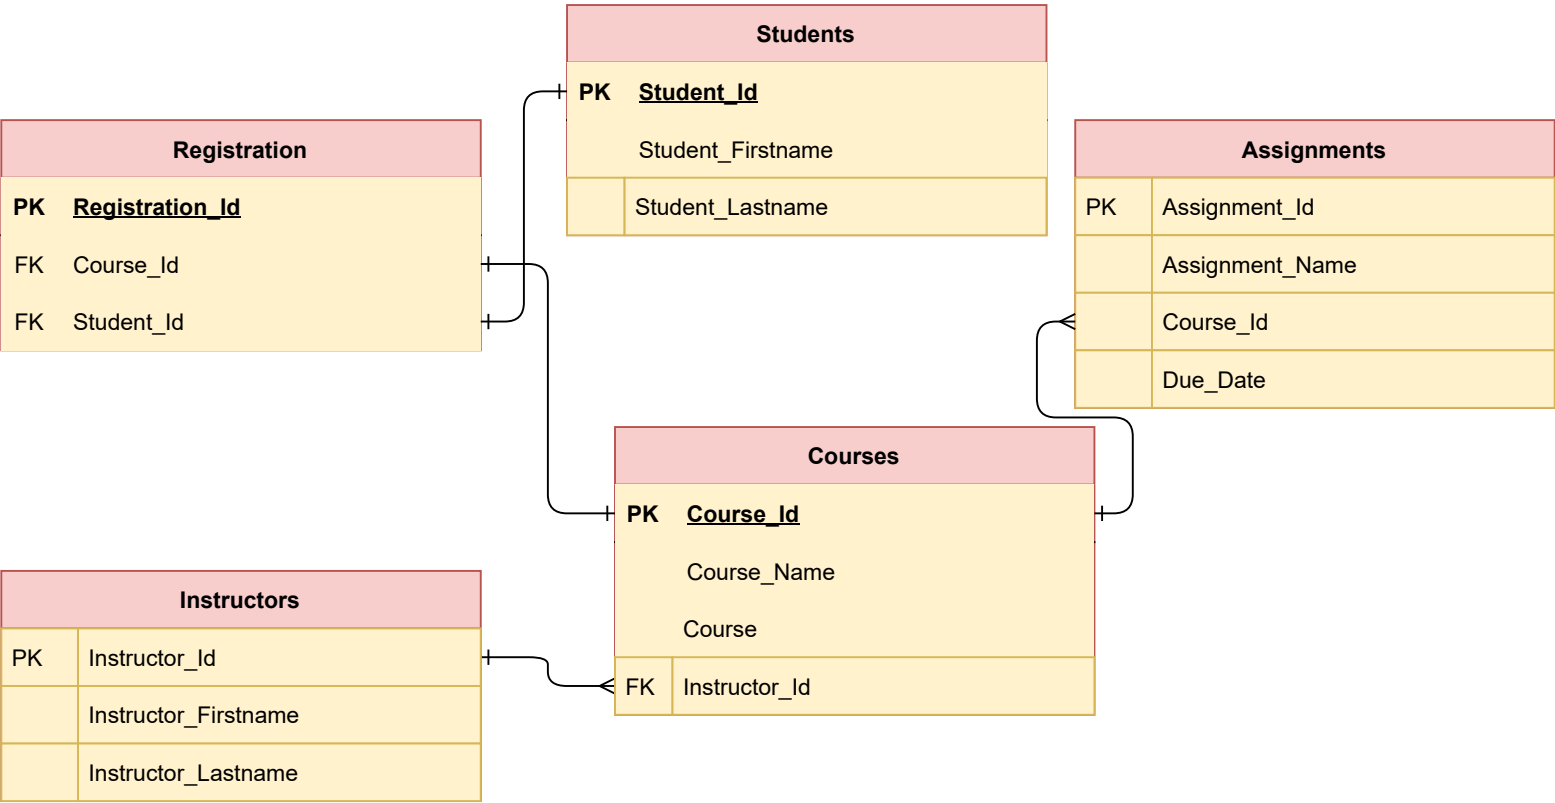 Students
PK Student_Id
Student_Firstname
Student_Lastname
Registration
PK Registration_Id
FK Course_Id
FK Student_Id
Assignments
PK Assignment_Id
Assignment_Name
Course_Id
Due_Date
Courses
PK Course_Id
Course_Name
Course
FK Instructor_Id
Instructors
PK Instructor_Id
Instructor_Firstname
Instructor_Lastname